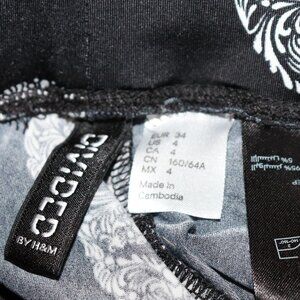 DIVIDED
BY H&M
EUR 34
US 4
CA 4
CN 160/64A
MX 4
Made in
Cambodia